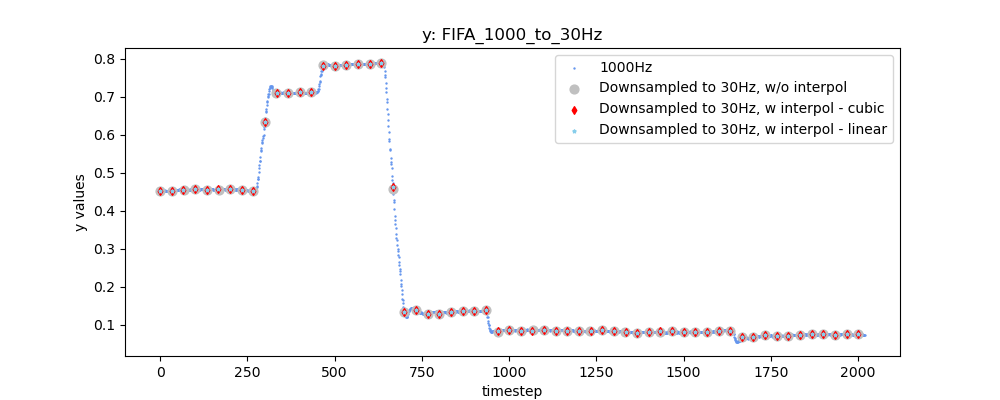 y: FIFA_1000_to_30Hz
1000Hz
Downsampled to 30Hz, w/o interpol
Downsampled to 30Hz, w interpol - cubic
Downsampled to 30Hz, w interpol - linear
y values
0.8
0.7
0.6
0.5
0.4
0.3
0.2
0.1
0 250 500 750 1000 1250 1500 1750 2000
timestep